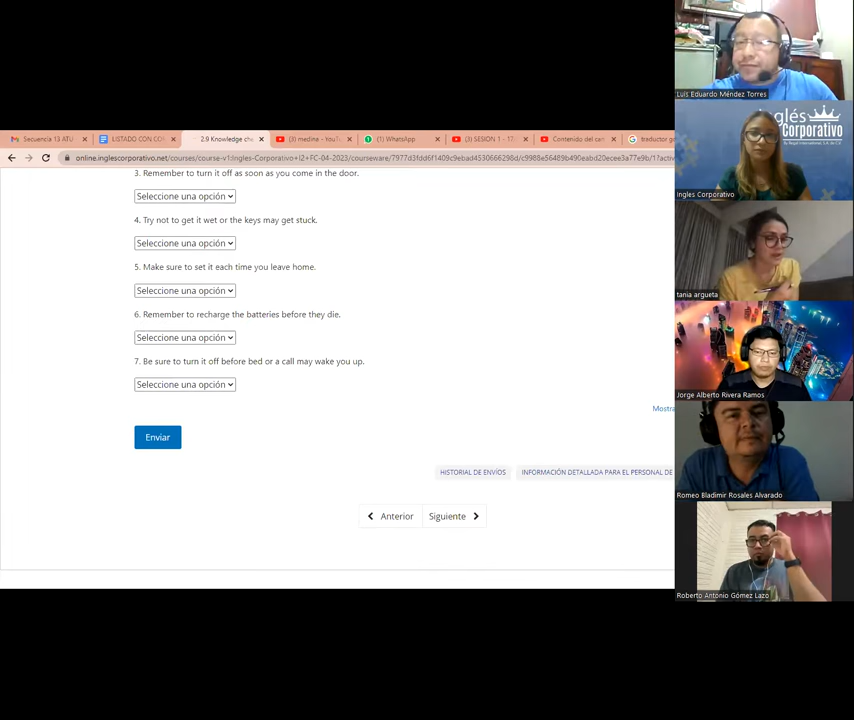 Secuencia 13 ATU
LISTADO CON COF
2.9 Knowledge che
(3) medina - YouTu
(1) WhatsApp
(3) SESION 1 - 17
Contenido del cam
traductor go
online.inglescorporativo.net/courses/course-v1:Ingles-Corporativo+I2+FC-04-2023/courseware/
3. Remember to turn it off as soon as you come in the door.
Seleccione una opción
4. Try not to get it wet or the keys may get stuck.
Seleccione una opción
5. Make sure to set it each time you leave home.
Seleccione una opción
6. Remember to recharge the batteries before they die.
Seleccione una opción
7. Be sure to turn it off before bed or a call may wake you up.
Seleccione una opción
Mostra
Enviar
HISTORIAL DE ENVÍOS
INFORMACIÓN DETALLADA PARA EL PERSONAL DE
Anterior
Siguiente
Luis Eduardo Méndez Torres
inglés
Corporativo
Ingles Corporativo
tania argueta
Jorge Alberto Rivera Ramos
Romeo Bladimir Rosales Alvarado
Roberto Antonio Gómez Lazo